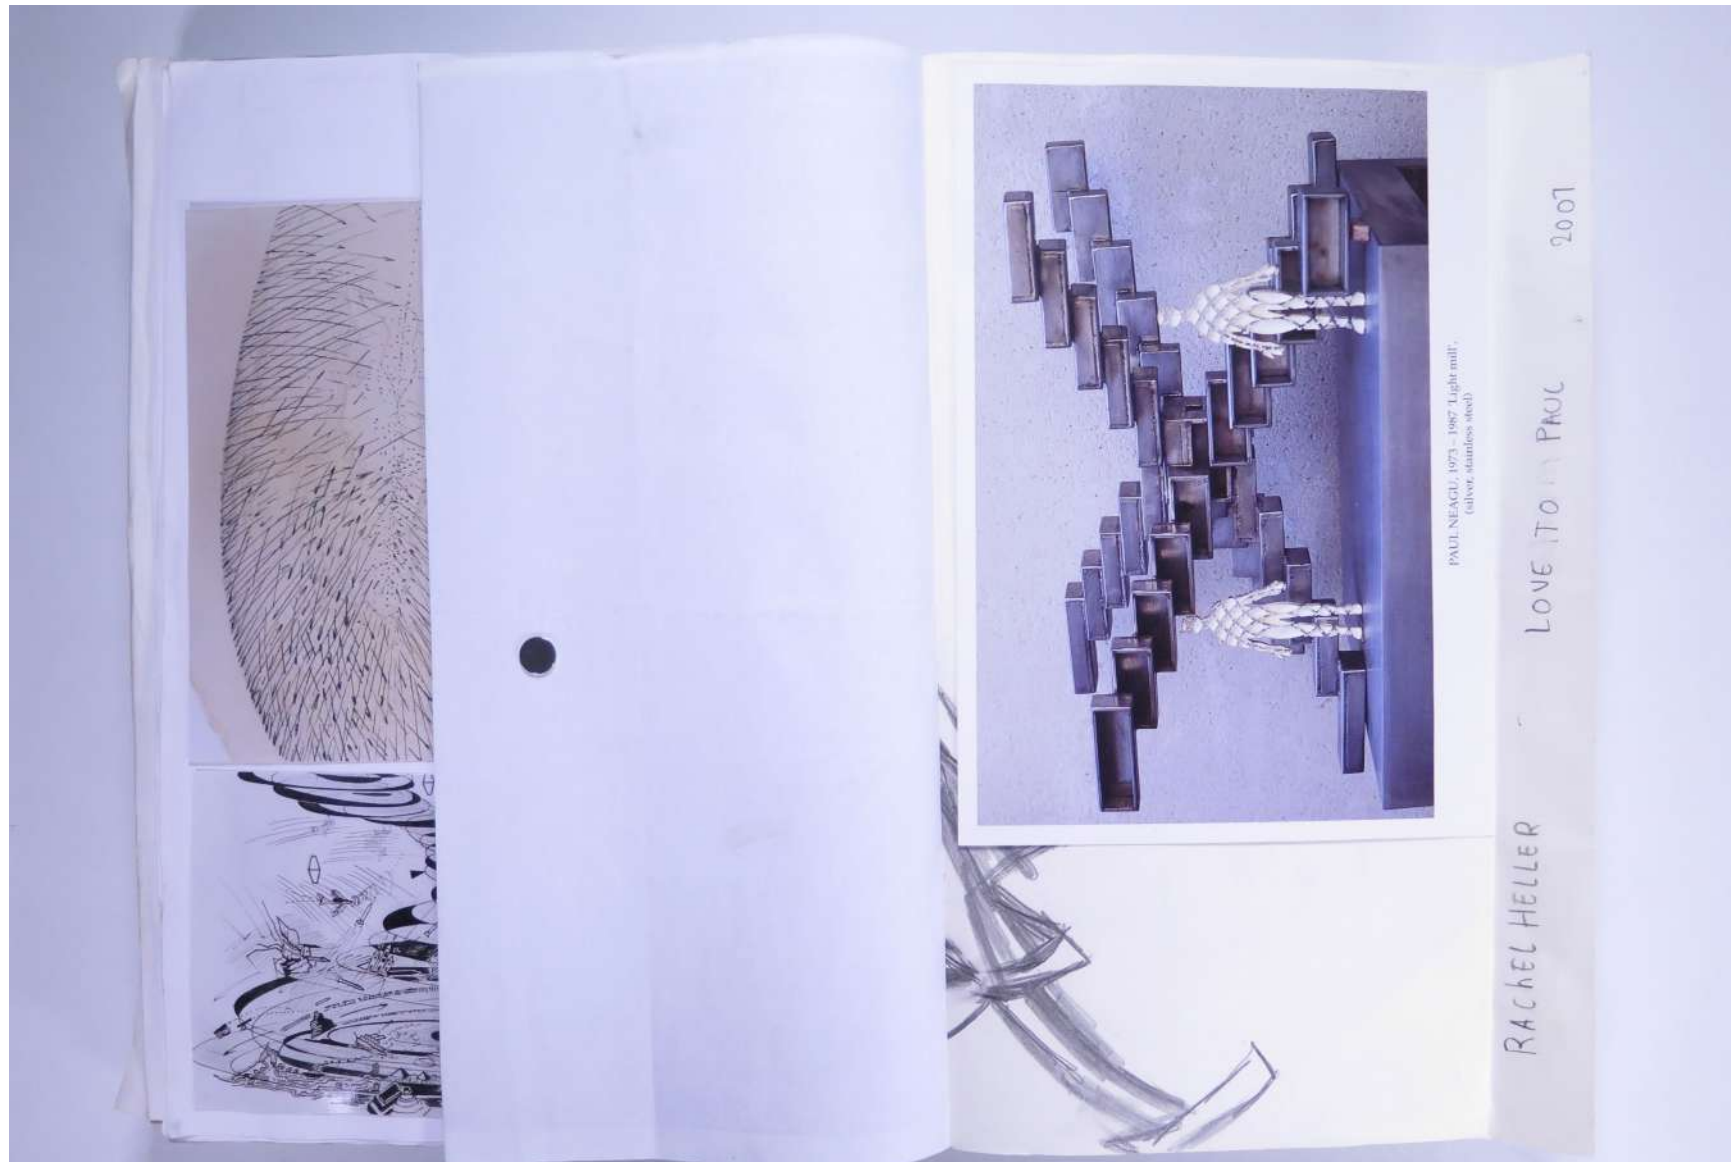 PAUL NEAGU, 1973 – 1987 'Light mill',
(silver, stainless steel)
RACHEL HELLER - LOVE TO PAUL 2007